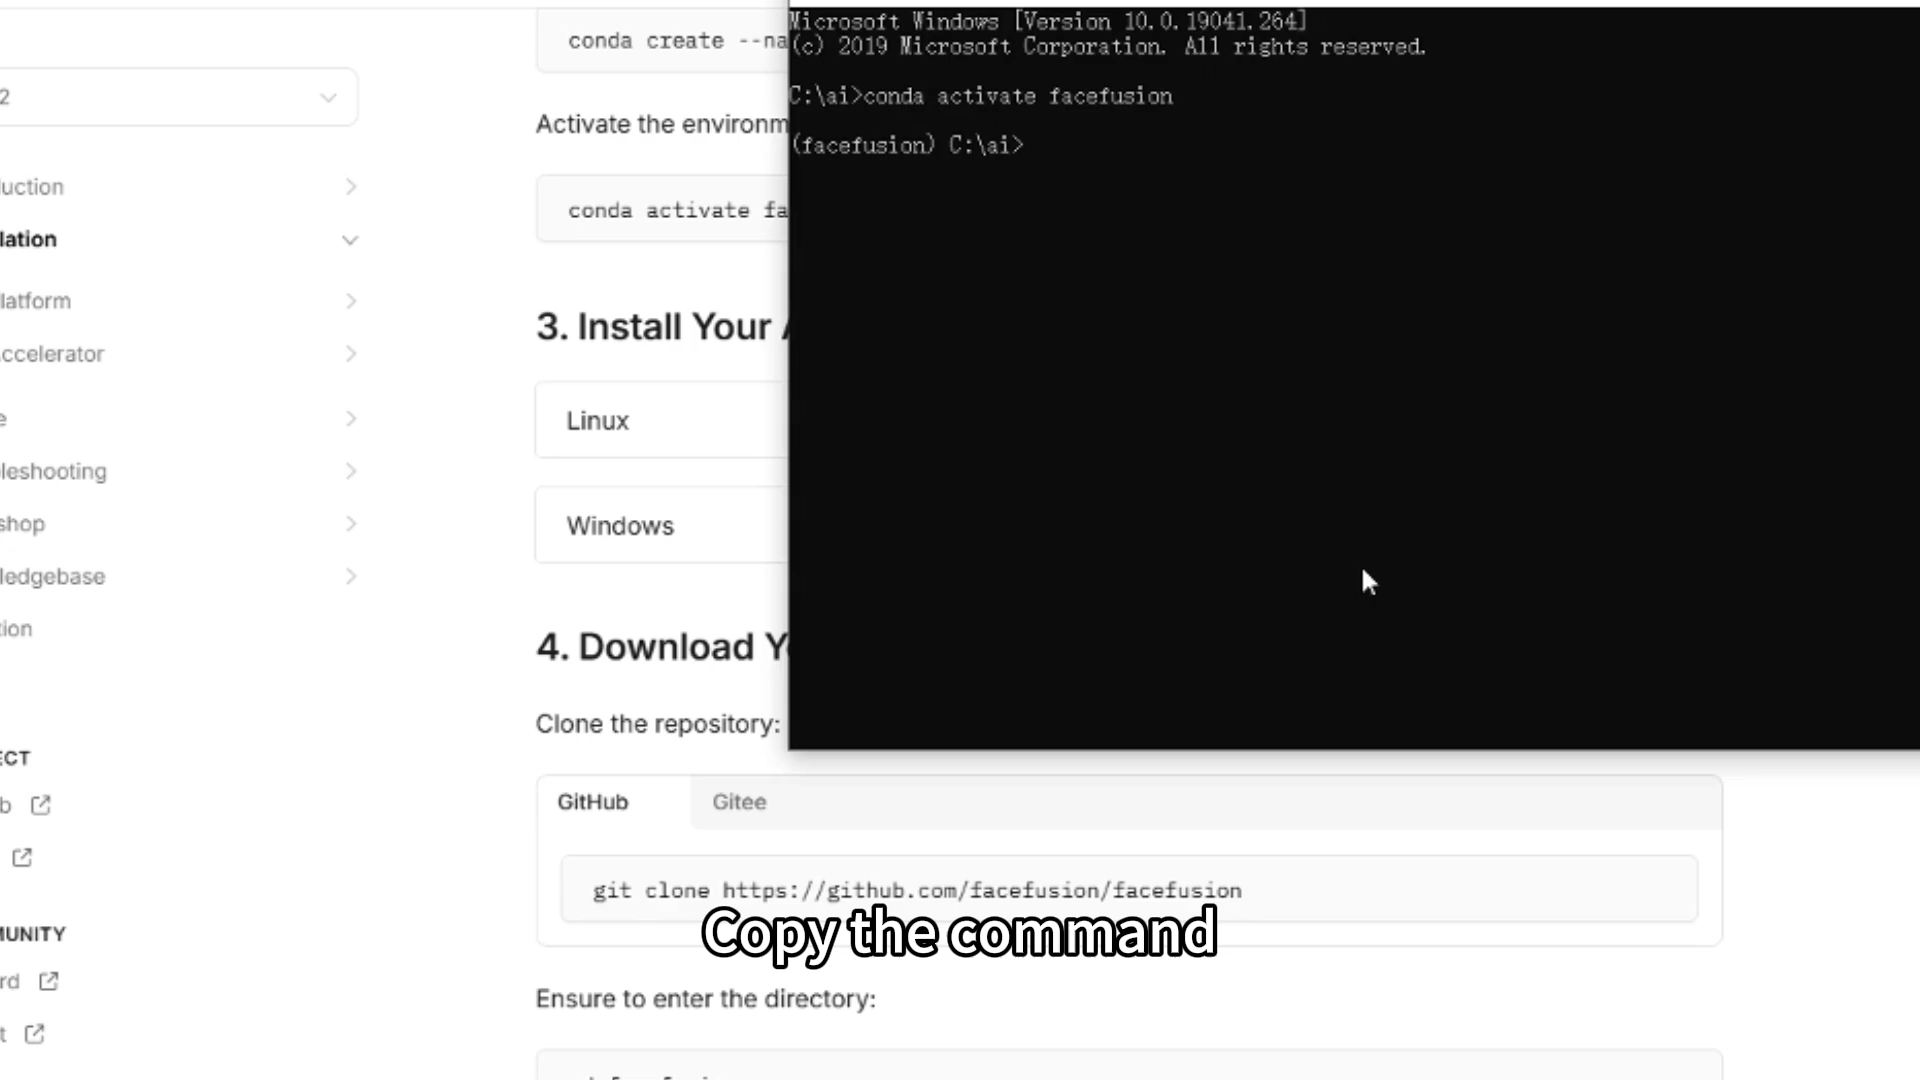 2
uction
lation
latform
ccelerator
e
leshooting
shop
ledgebase
tion
ECT
b
MUNITY
rd
t
conda create --na
Activate the environm
conda activate fa
3. Install Your
Linux
Windows
4. Download Y
Clone the repository:
GitHub Gitee
git clone https://github.com/facefusion/facefusion
Ensure to enter the directory:
Microsoft Windows [Version 10.0.19041.264]
(c) 2019 Microsoft Corporation. All rights reserved.
C:\ai>conda activate facefusion
(facefusion) C:\ai>
Copy the command